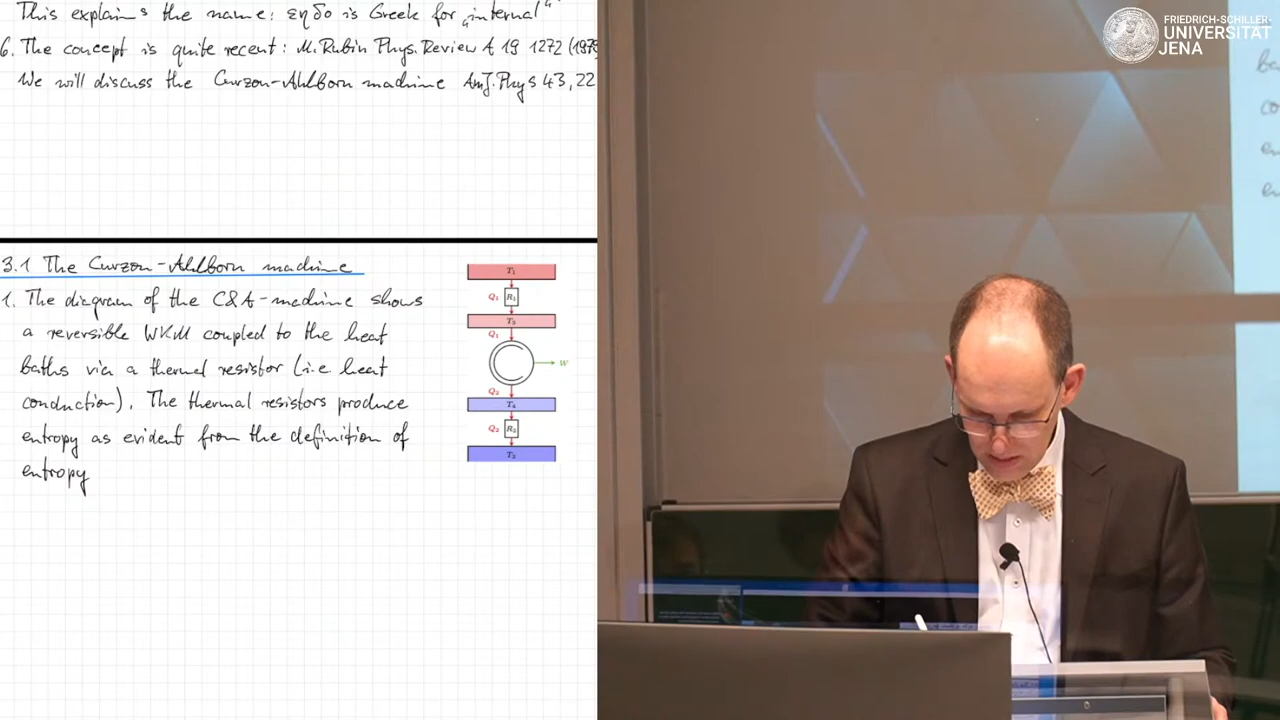 This explains the name: εηδο is Greek for „internal“
6. The concept is quite recent: M. Rubin Phys. Review A 19 1272 (1979
We will discuss the Curzon-Ahlborn machine Am J. Phys 43, 22
3.1 The Curzon-Ahlborn machine
1. The diagram of the C&A-machine shows
a reversible WKM coupled to the heat
baths via a thermal resistor (i.e heat
conduction). The thermal resistors produce
entropy as evident from the definition of
entropy
T₁
Q₁ R₁
T₃
Q₁
W
Q₂
T₄
Q₂ R₂
T₂
FRIEDRICH-SCHILLER-
UNIVERSITÄT
JENA